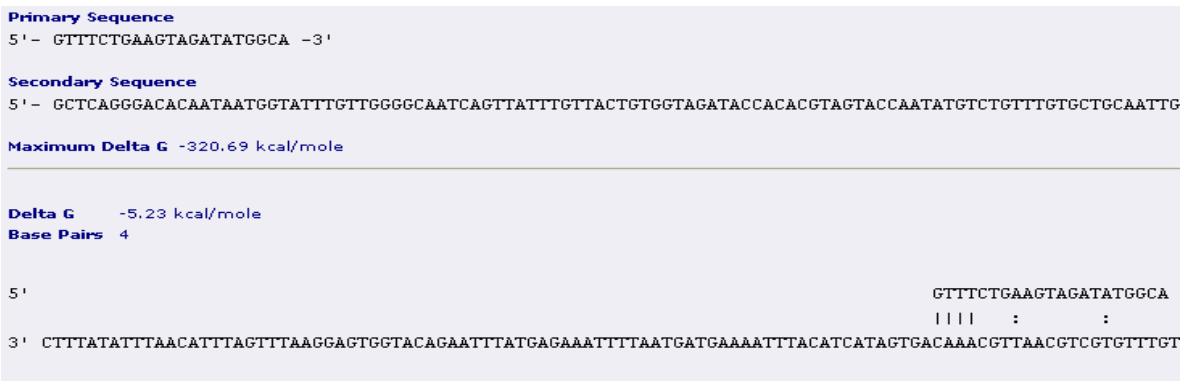 Primary Sequence
5'- GTTTCTGAAGTAGATATGGCA -3'
Secondary Sequence
5'- GCTCAGGGACACAATAATGGTATTTGTTGGGGCAATCAGTTATTTGTTACTGTGGTAGATACCACACGTAGTACCAATATGTCTGTTTGTGCTGCAATTG
Maximum Delta G -320.69 kcal/mole
Delta G -5.23 kcal/mole
Base Pairs 4
5' GTTTCTGAAGTAGATATGGCA
|||| : :
3' CTTTATATTTAACATTTAGTTTAAGGAGTGGTACAGAATTTATGAGAAATTTTAATGATGAAAATTTACATCATAGTGACAAACGTTAACGTCGTGTTTGT